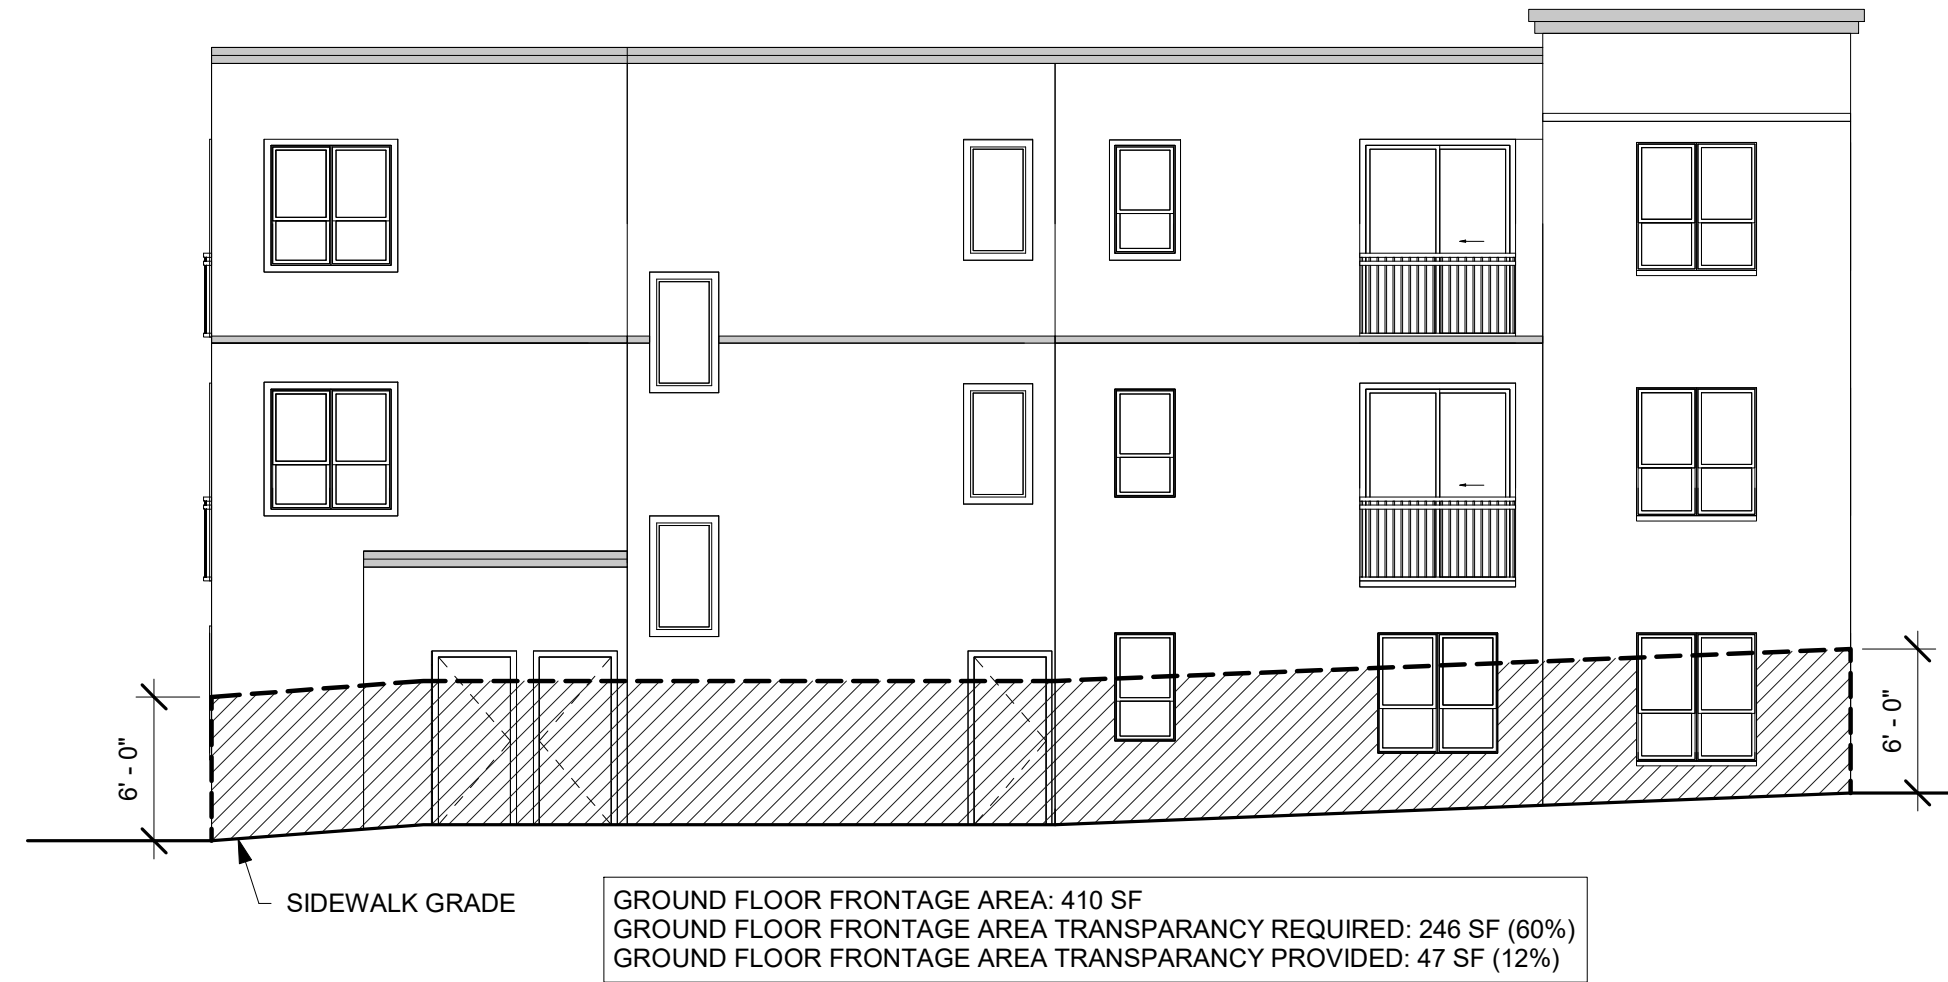 6' - 0"
6' - 0"
SIDEWALK GRADE
GROUND FLOOR FRONTAGE AREA: 410 SF
GROUND FLOOR FRONTAGE AREA TRANSPARANCY REQUIRED: 246 SF (60%)
GROUND FLOOR FRONTAGE AREA TRANSPARANCY PROVIDED: 47 SF (12%)